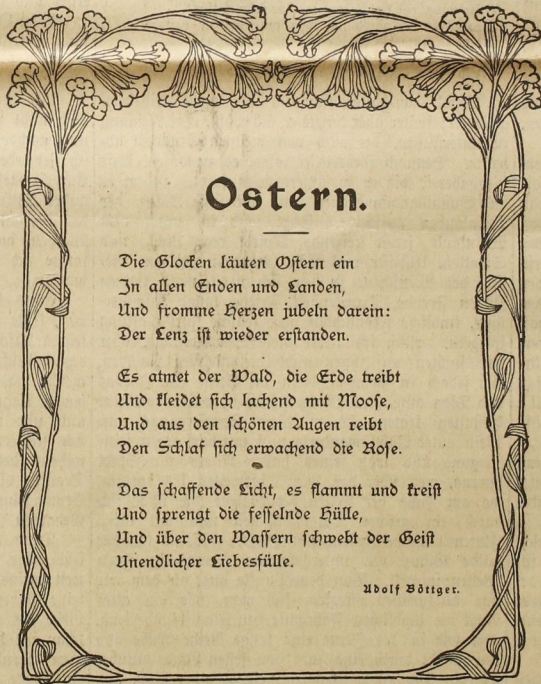 Ostern.
Die Glocken läuten Ostern ein
In allen Enden und Landen,
Und fromme Herzen jubeln darein:
Der Lenz ist wieder erstanden.
Es atmet der Wald, die Erde treibt
Und kleidet sich lachend mit Moose,
Und aus den schönen Augen reibt
Den Schlaf sich erwachend die Rose.
Das schaffende Licht, es flammt und kreist
Und sprengt die fesselnde Hülle,
Und über den Wassern schwebt der Geist
Unendlicher Liebesfülle.
Adolf Böttger.